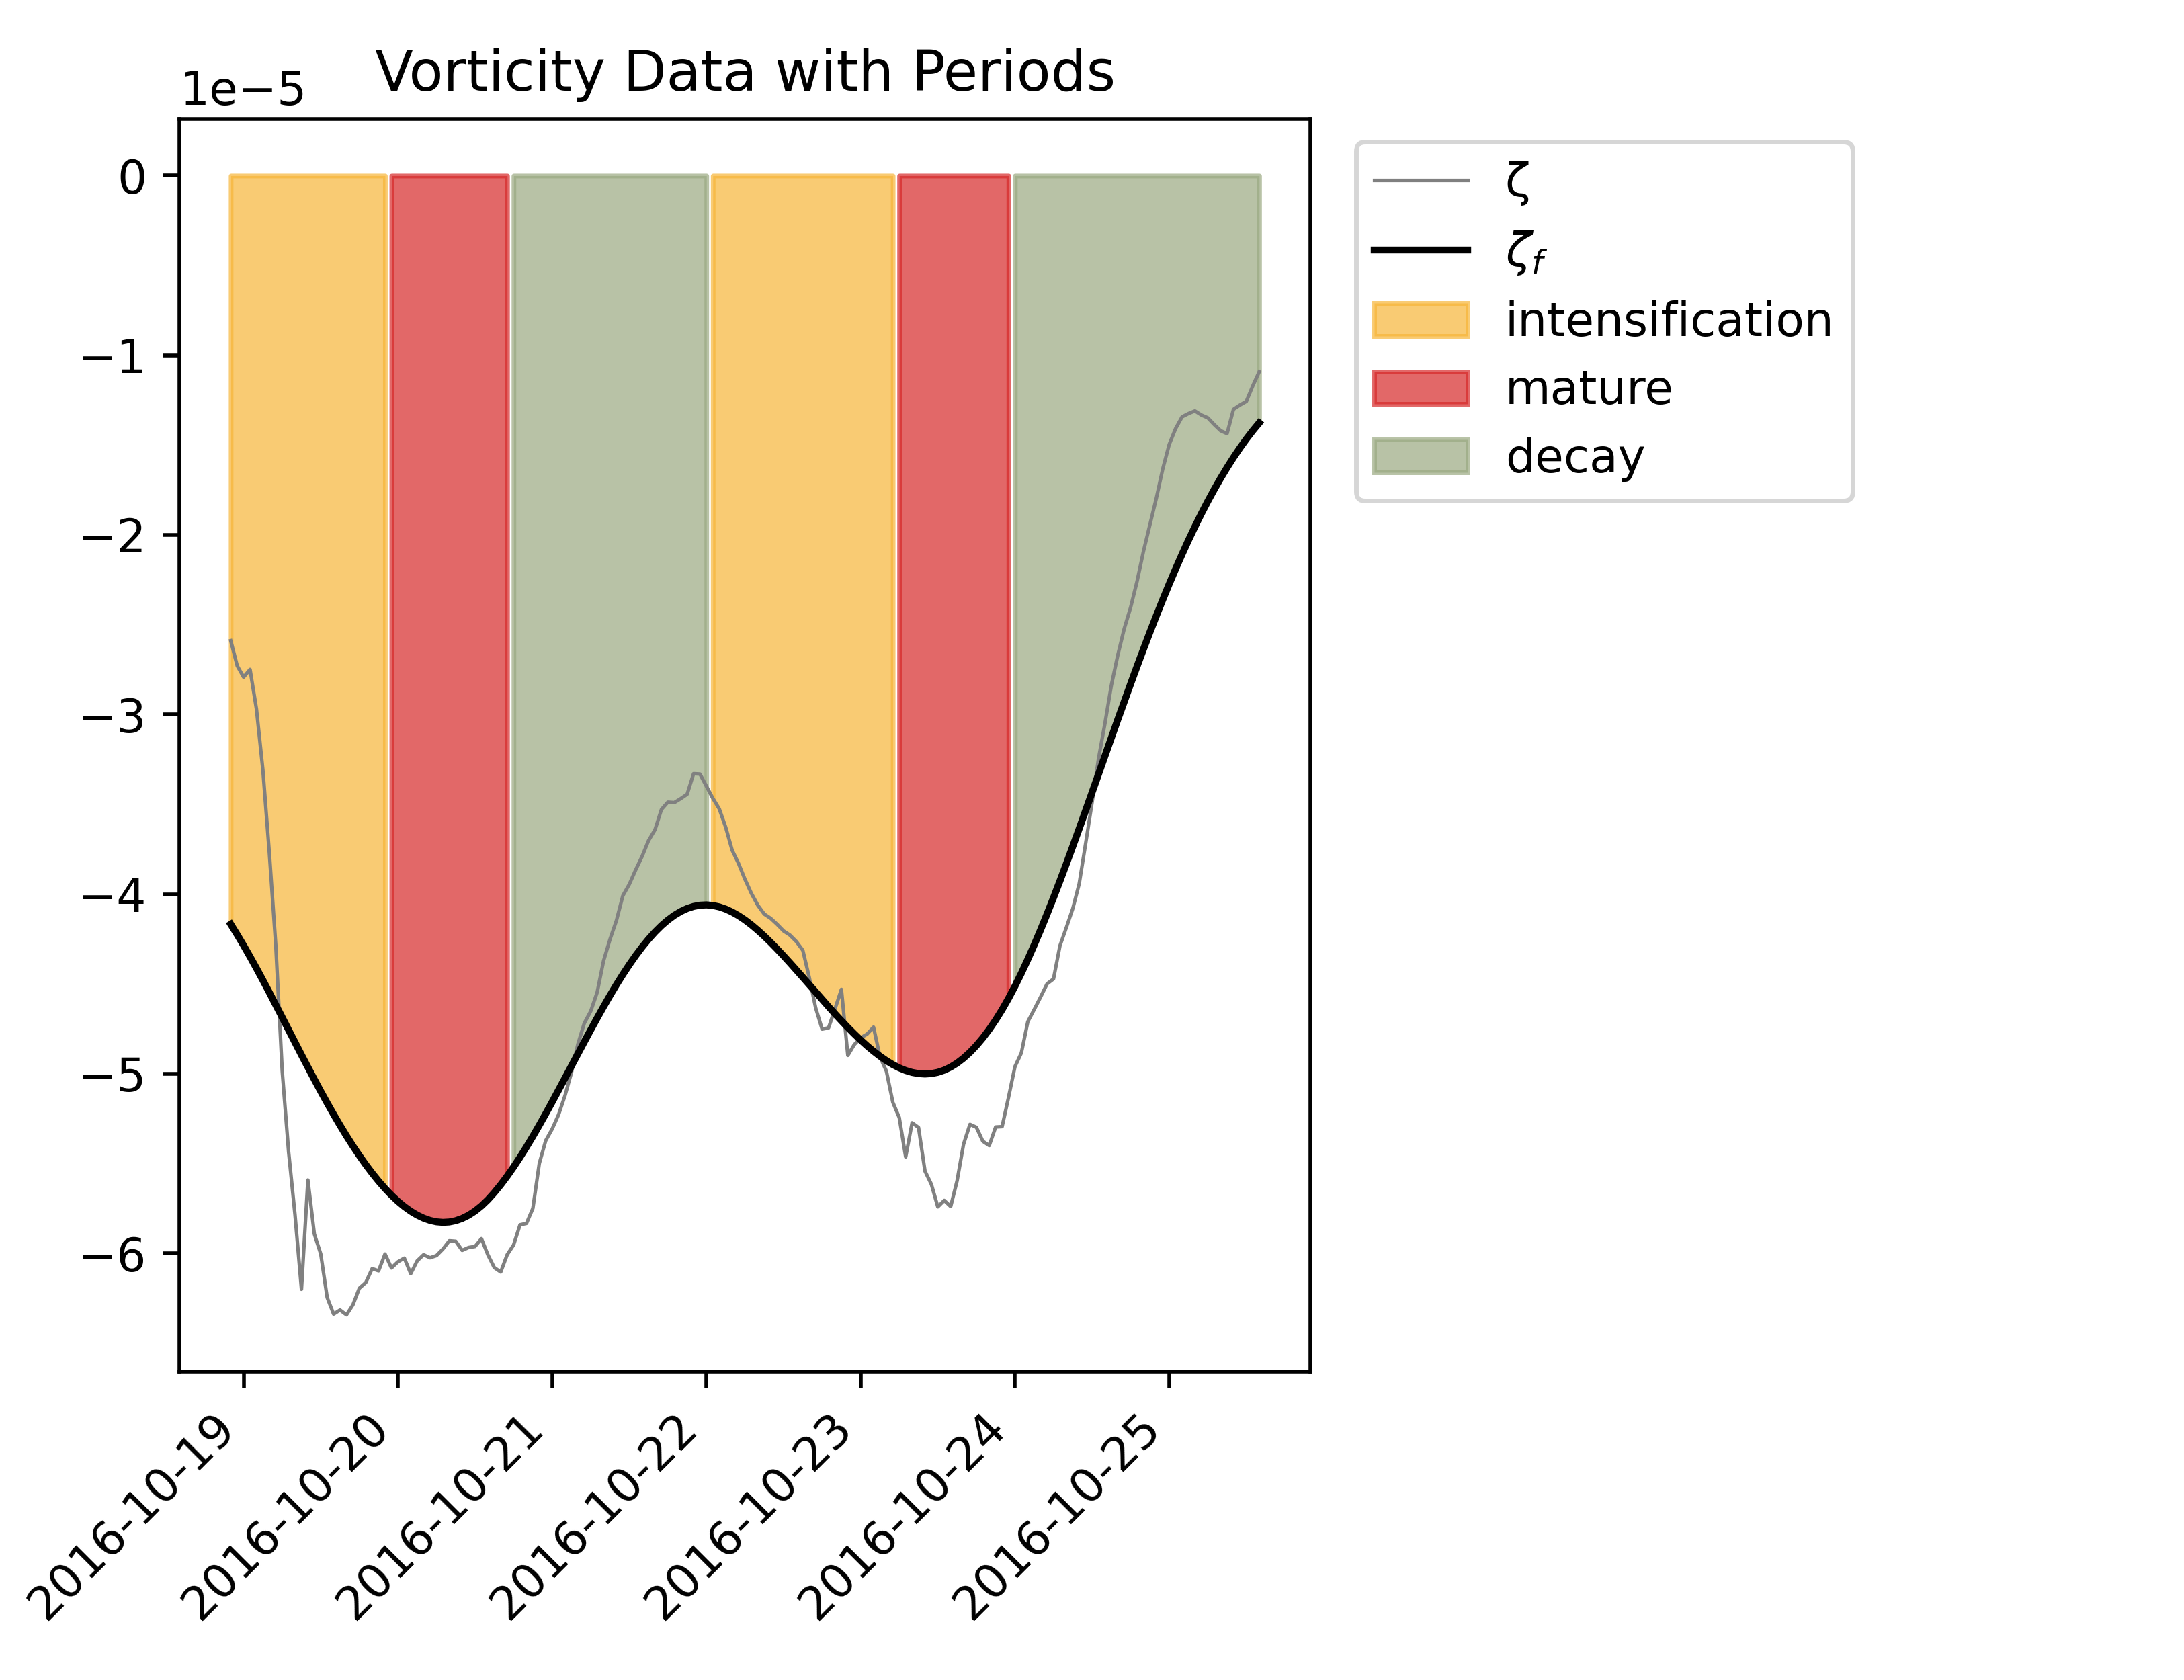 Vorticity Data with Periods
1e−5
0
−1
−2
−3
−4
−5
−6
2016-10-19
2016-10-20
2016-10-21
2016-10-22
2016-10-23
2016-10-24
2016-10-25
ζ
ζf
intensification
mature
decay